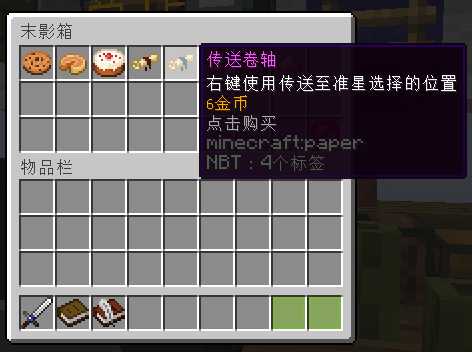 末影箱
传送卷轴
右键使用传送至准星选择的位置
6金币
点击购买
minecraft:paper
NBT：4个标签
物品栏